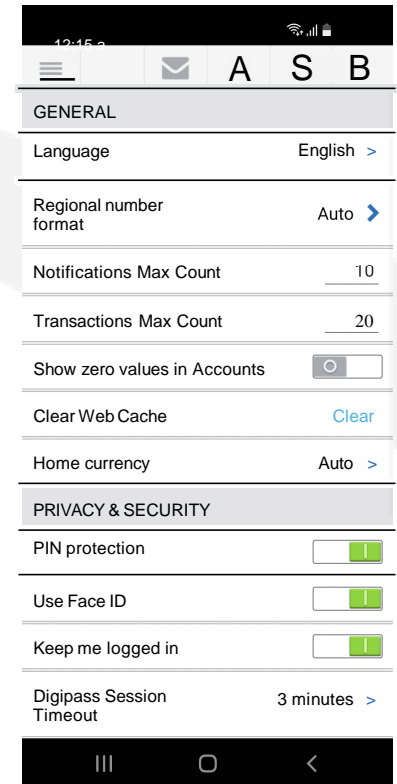 12:15 a
A S B
GENERAL
Language English >
Regional number
format Auto >
Notifications Max Count 10
Transactions Max Count 20
Show zero values in Accounts
Clear Web Cache Clear
Home currency Auto >
PRIVACY & SECURITY
PIN protection
Use Face ID
Keep me logged in
Digipass Session
Timeout 3 minutes >